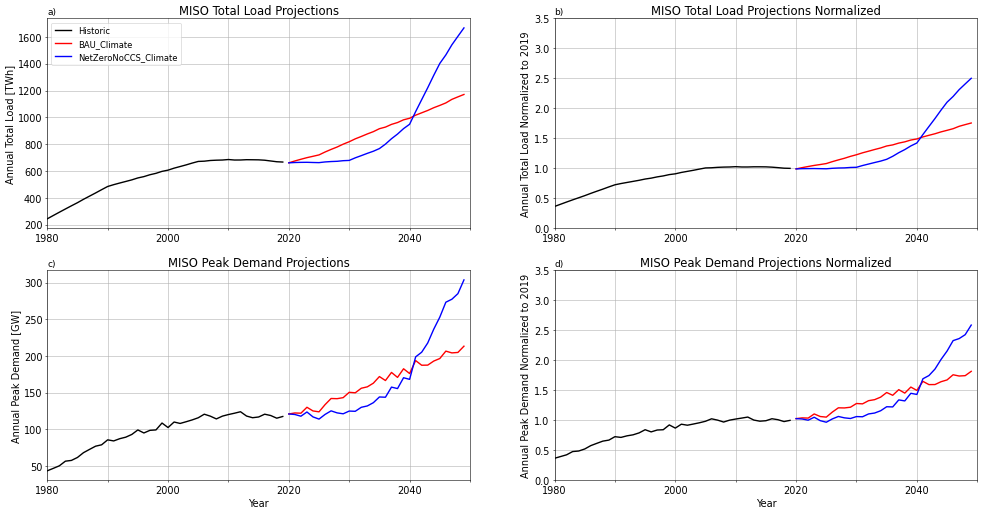 a)
MISO Total Load Projections
Historic
BAU_Climate
NetZeroNoCCS_Climate
Annual Total Load [TWh]
1600
1400
1200
1000
800
600
400
200
1980
2000
2020
2040
b)
MISO Total Load Projections Normalized
Annual Total Load Normalized to 2019
3.5
3.0
2.5
2.0
1.5
1.0
0.5
0.0
1980
2000
2020
2040
c)
MISO Peak Demand Projections
Annual Peak Demand [GW]
300
250
200
150
100
50
1980
2000
2020
2040
Year
d)
MISO Peak Demand Projections Normalized
Annual Peak Demand Normalized to 2019
3.5
3.0
2.5
2.0
1.5
1.0
0.5
0.0
1980
2000
2020
2040
Year